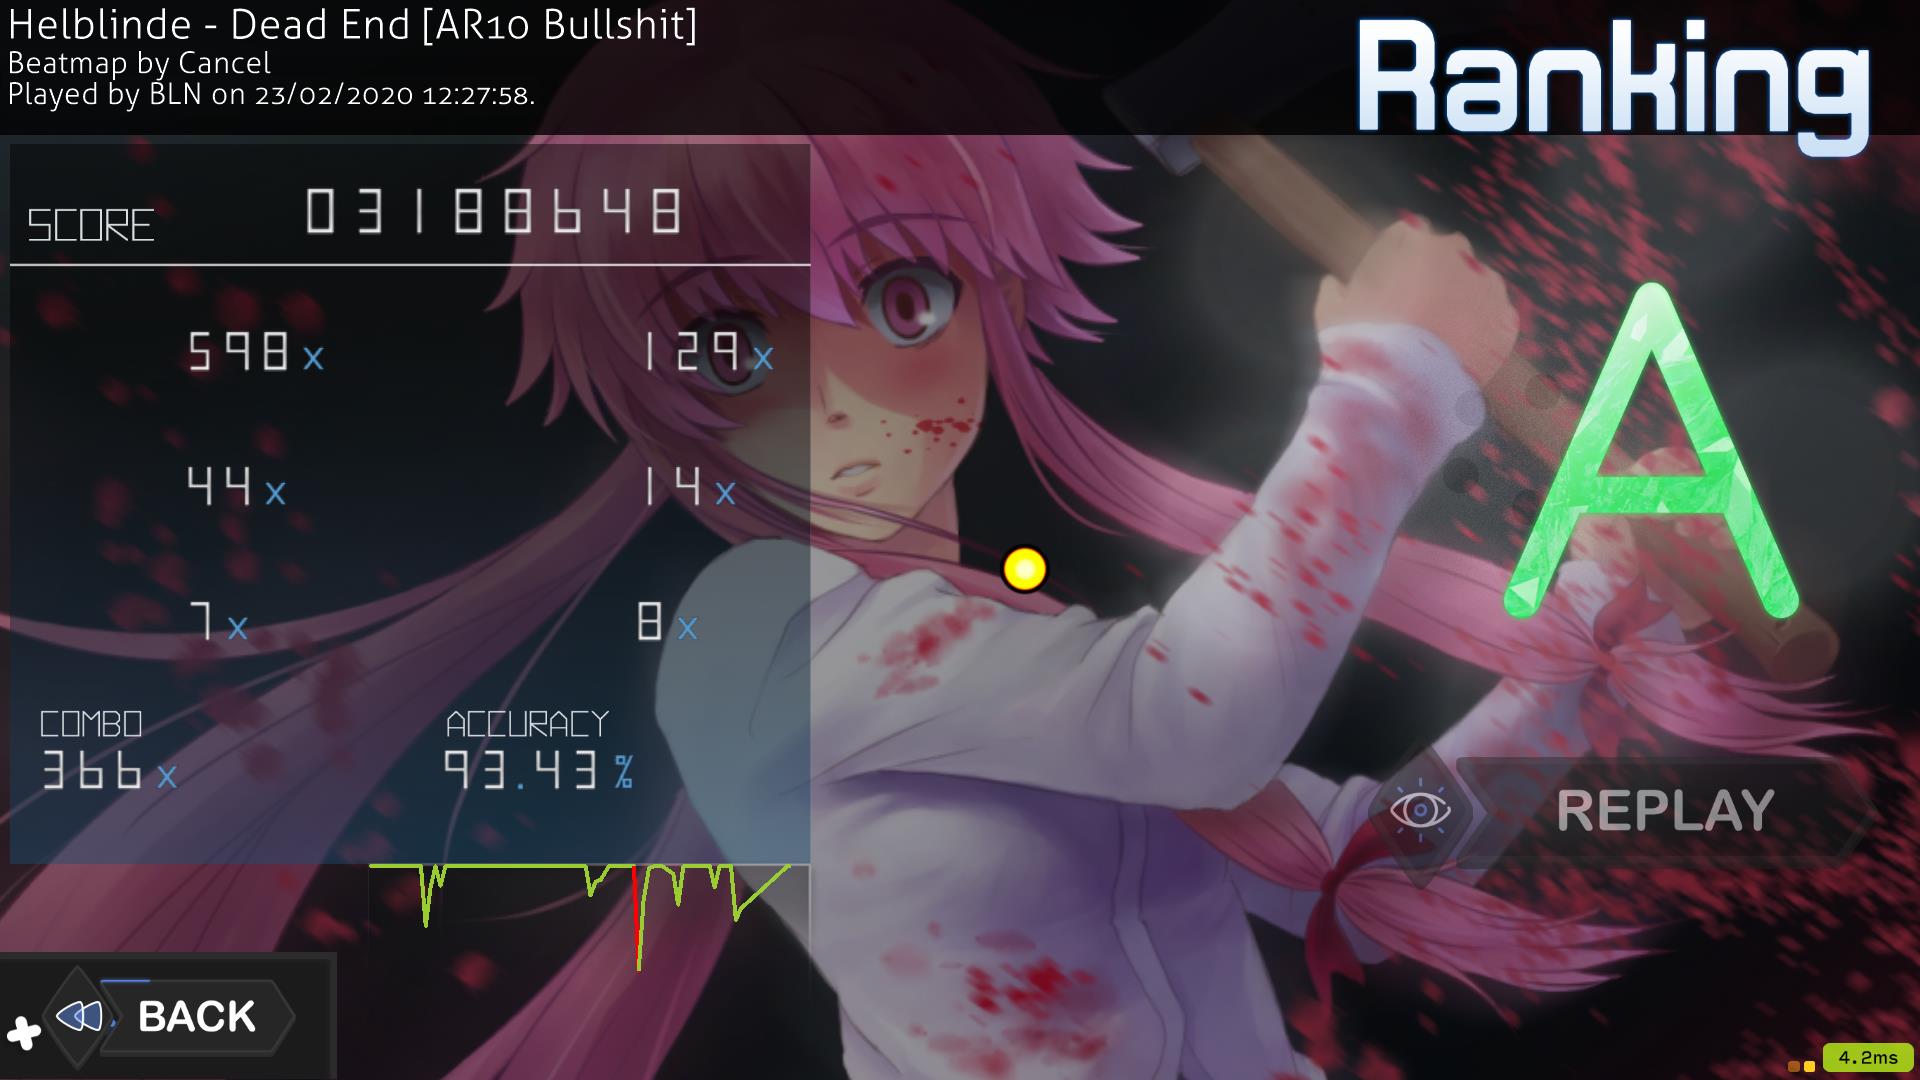 Helblinde - Dead End [AR10 Bullshit]
Beatmap by Cancel
Played by BLN on 23/02/2020 12:27:58.
Ranking
SCORE 03188648
598x 129x
44x 14x
7x 8x
COMBO ACCURACY
366x 93.43%
A
REPLAY
BACK
4.2ms